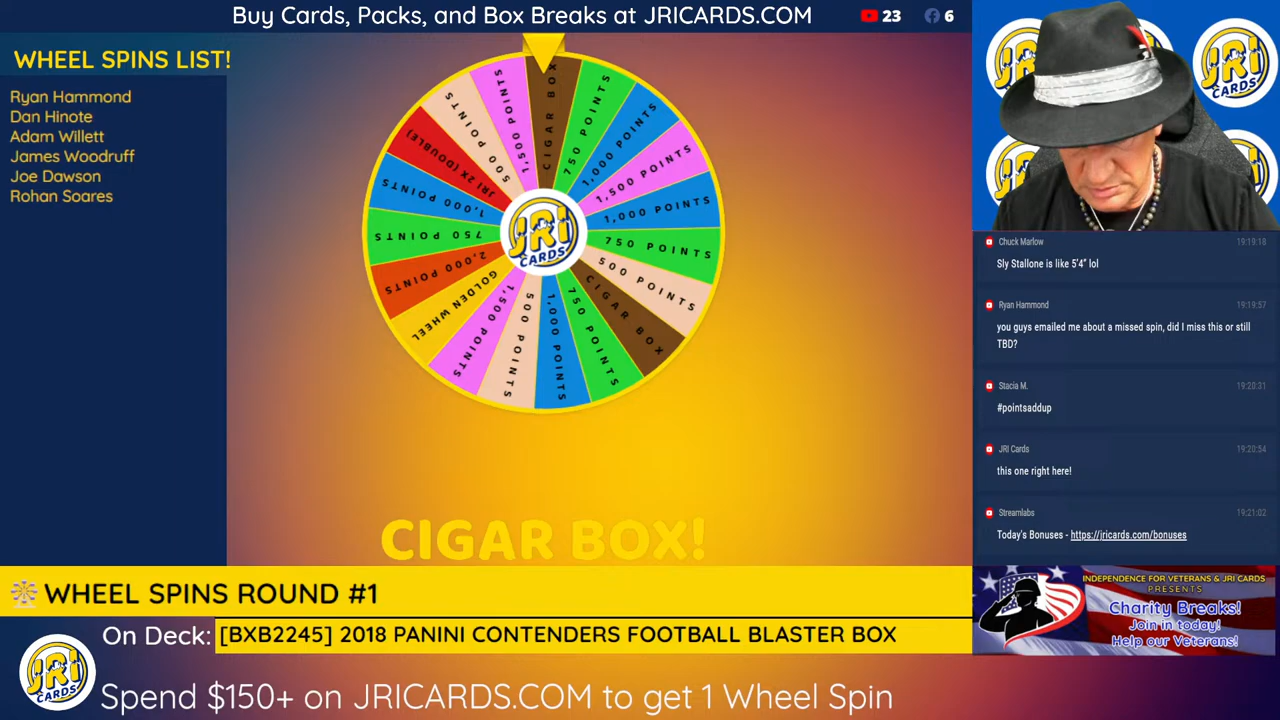 Buy Cards, Packs, and Box Breaks at JRICARDS.COM
23
6
WHEEL SPINS LIST!
Ryan Hammond
Dan Hinote
Adam Willett
James Woodruff
Joe Dawson
Rohan Soares
CIGAR BOX
750 POINTS
1,000 POINTS
1,500 POINTS
1,000 POINTS
750 POINTS
500 POINTS
CIGAR BOX
750 POINTS
1,000 POINTS
500 POINTS
1,500 POINTS
GOLDEN WHEEL
2,000 POINTS
750 POINTS
1,000 POINTS
JRI 2X (DOUBLE)
500 POINTS
1,500 POINTS
JRI
CARDS
CIGAR BOX!
JRI
CARDS
Chuck Marlow 19:19:18
Sly Stallone is like 5'4" lol
Ryan Hammond 19:19:57
you guys emailed me about a missed spin, did I miss this or still
TBD?
Stacia M. 19:20:31
#pointsaddup
JRI Cards 19:20:54
this one right here!
Streamlabs 19:21:02
Today's Bonuses - https://jricards.com/bonuses
WHEEL SPINS ROUND #1
On Deck: [BXB2245] 2018 PANINI CONTENDERS FOOTBALL BLASTER BOX
JRI
CARDS
Spend $150+ on JRICARDS.COM to get 1 Wheel Spin
INDEPENDENCE FOR VETERANS & JRI CARDS
PRESENTS
Charity Breaks!
Join in today!
Help our Veterans!